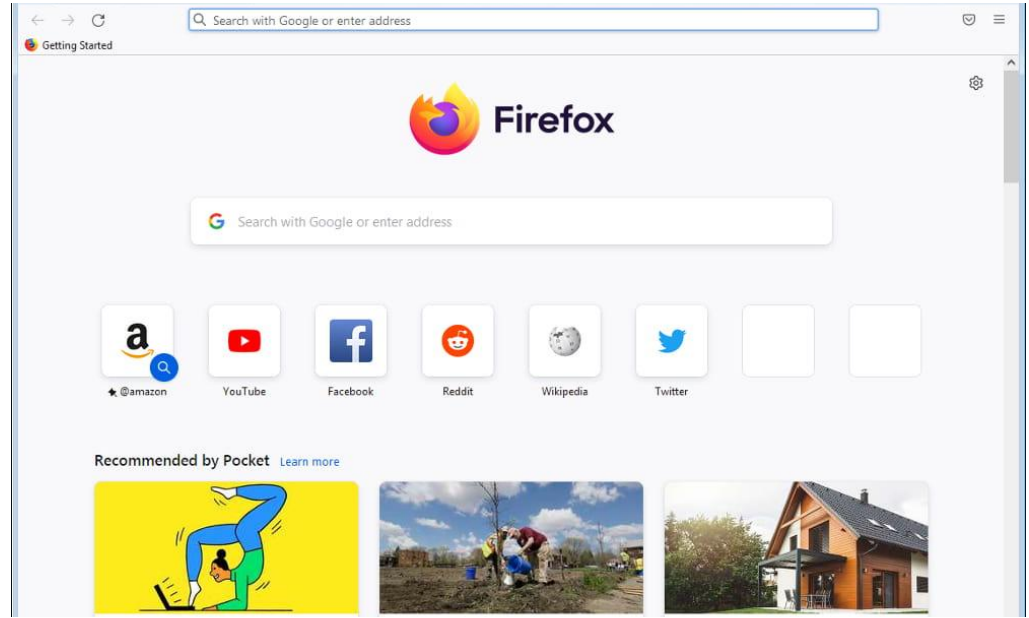 Search with Google or enter address
Getting Started
Firefox
Search with Google or enter address
@amazon
YouTube
Facebook
Reddit
Wikipedia
Twitter
Recommended by Pocket Learn more